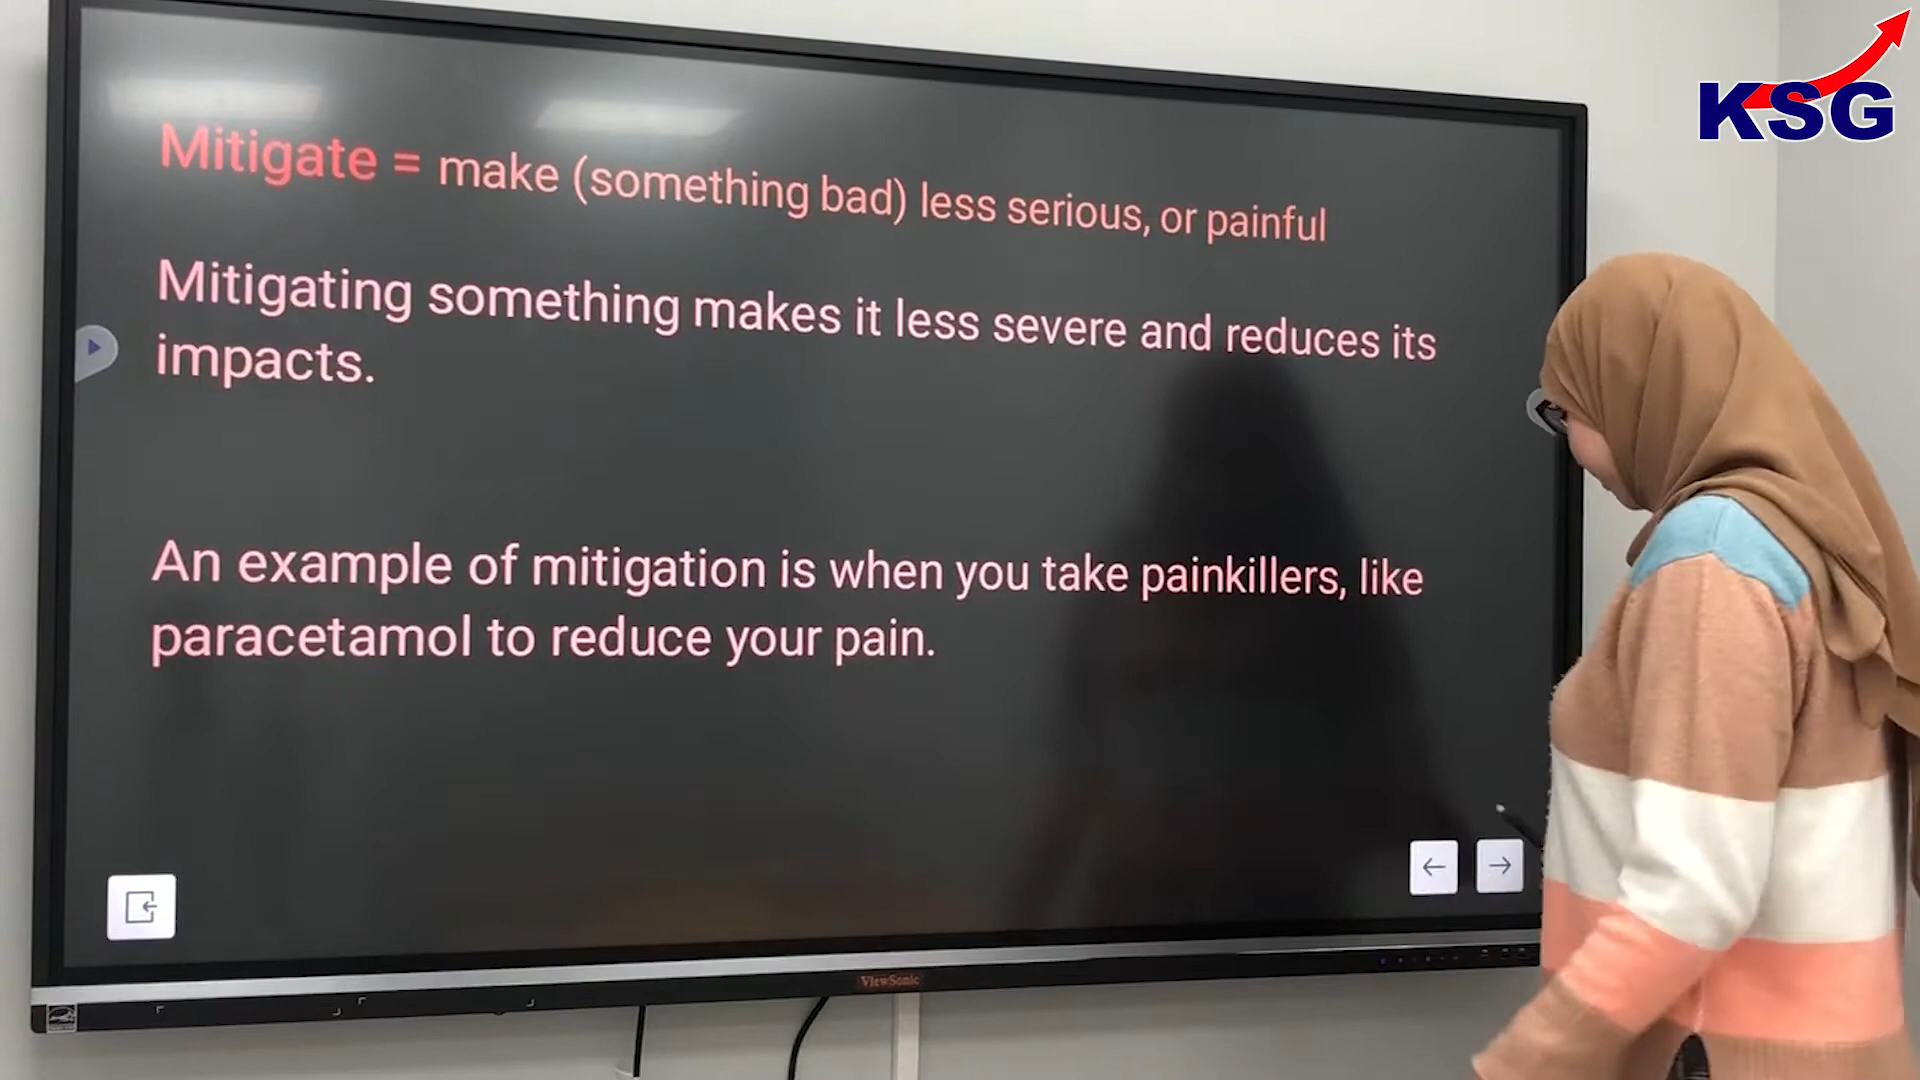 KSG
Mitigate = make (something bad) less serious, or painful
Mitigating something makes it less severe and reduces its
impacts.
An example of mitigation is when you take painkillers, like
paracetamol to reduce your pain.
ViewSonic